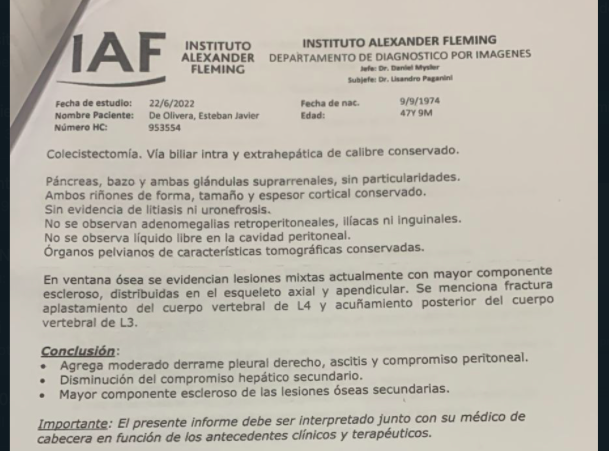 IAF
INSTITUTO
ALEXANDER
FLEMING
INSTITUTO ALEXANDER FLEMING
DEPARTAMENTO DE DIAGNOSTICO POR IMAGENES
Jefe: Dr. Daniel Mysler
Subjefe: Dr. Lisandro Paganini
Fecha de estudio: 22/6/2022 Fecha de nac. 9/9/1974
Nombre Paciente: De Olivera, Esteban Javier Edad: 47Y 9M
Número HC: 953554
Colecistectomía. Vía biliar intra y extrahepática de calibre conservado.
Páncreas, bazo y ambas glándulas suprarrenales, sin particularidades.
Ambos riñones de forma, tamaño y espesor cortical conservado.
Sin evidencia de litiasis ni uronefrosis.
No se observan adenomegalias retroperitoneales, ilíacas ni inguinales.
No se observa líquido libre en la cavidad peritoneal.
Órganos pelvianos de características tomográficas conservadas.
En ventana ósea se evidencian lesiones mixtas actualmente con mayor componente
escleroso, distribuidas en el esqueleto axial y apendicular. Se menciona fractura
aplastamiento del cuerpo vertebral de L4 y acuñamiento posterior del cuerpo
vertebral de L3.
Conclusión:
• Agrega moderado derrame pleural derecho, ascitis y compromiso peritoneal.
• Disminución del compromiso hepático secundario.
• Mayor componente escleroso de las lesiones óseas secundarias.
Importante: El presente informe debe ser interpretado junto con su médico de
cabecera en función de los antecedentes clínicos y terapéuticos.